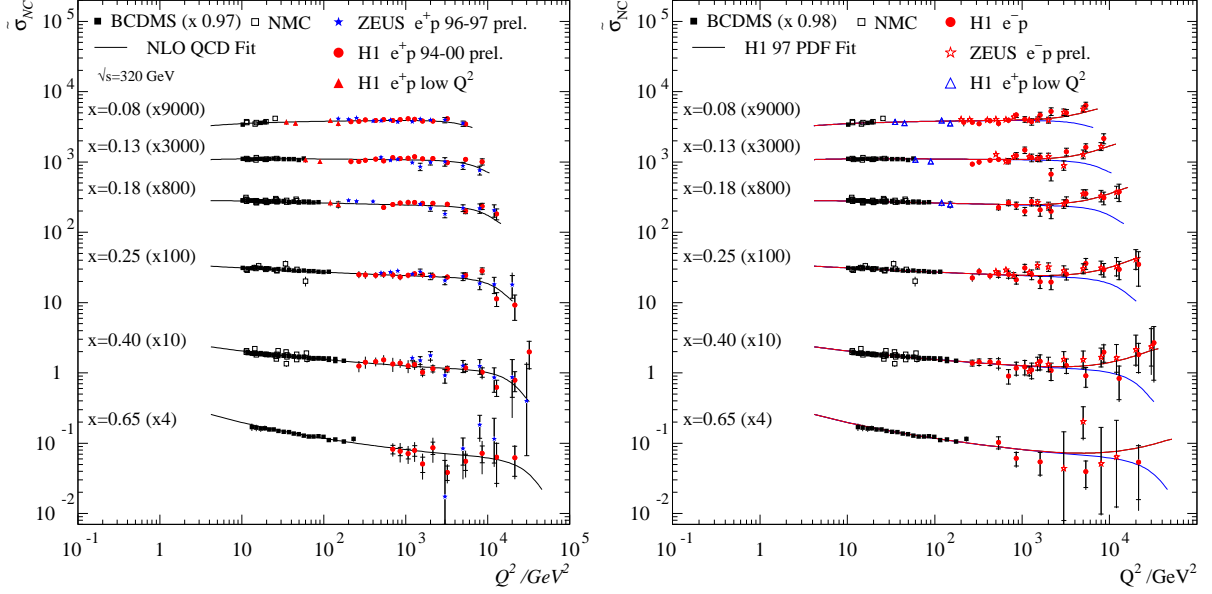 σ̃_NC
■ BCDMS (x 0.97) □ NMC
★ ZEUS e⁺p 96-97 prel.
— NLO QCD Fit
● H1 e⁺p 94-00 prel.
√s=320 GeV
▲ H1 e⁺p low Q²
10⁵
10⁴
10³
10²
10
1
10⁻¹
10⁻²
x=0.08 (x9000)
x=0.13 (x3000)
x=0.18 (x800)
x=0.25 (x100)
x=0.40 (x10)
x=0.65 (x4)
10⁻¹ 1 10 10² 10³ 10⁴ 10⁵
Q² /GeV²
σ̃_NC
■ BCDMS (x 0.98) □ NMC
● H1 e⁻p
— H1 97 PDF Fit
☆ ZEUS e⁻p prel.
△ H1 e⁺p low Q²
10⁵
10⁴
10³
10²
10
1
10⁻¹
10⁻²
x=0.08 (x9000)
x=0.13 (x3000)
x=0.18 (x800)
x=0.25 (x100)
x=0.40 (x10)
x=0.65 (x4)
10⁻¹ 1 10 10² 10³ 10⁴
Q² /GeV²